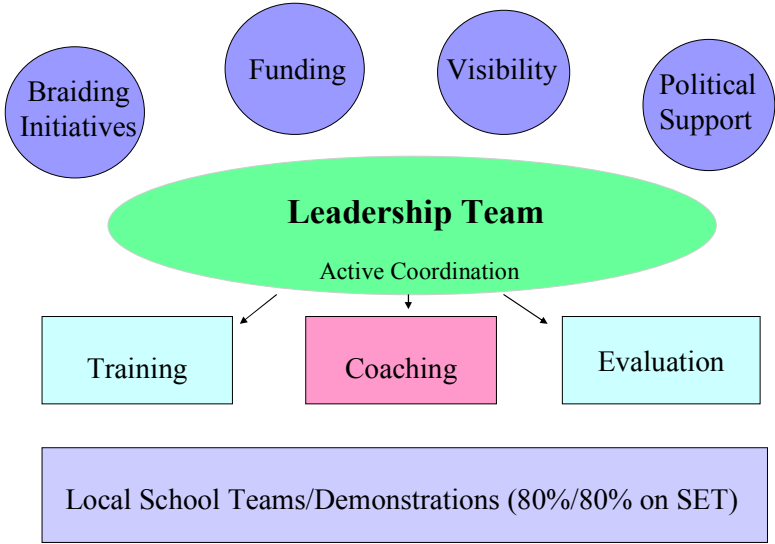 Braiding
Initiatives
Funding
Visibility
Political
Support
Leadership Team
Active Coordination
Training
Coaching
Evaluation
Local School Teams/Demonstrations (80%/80% on SET)